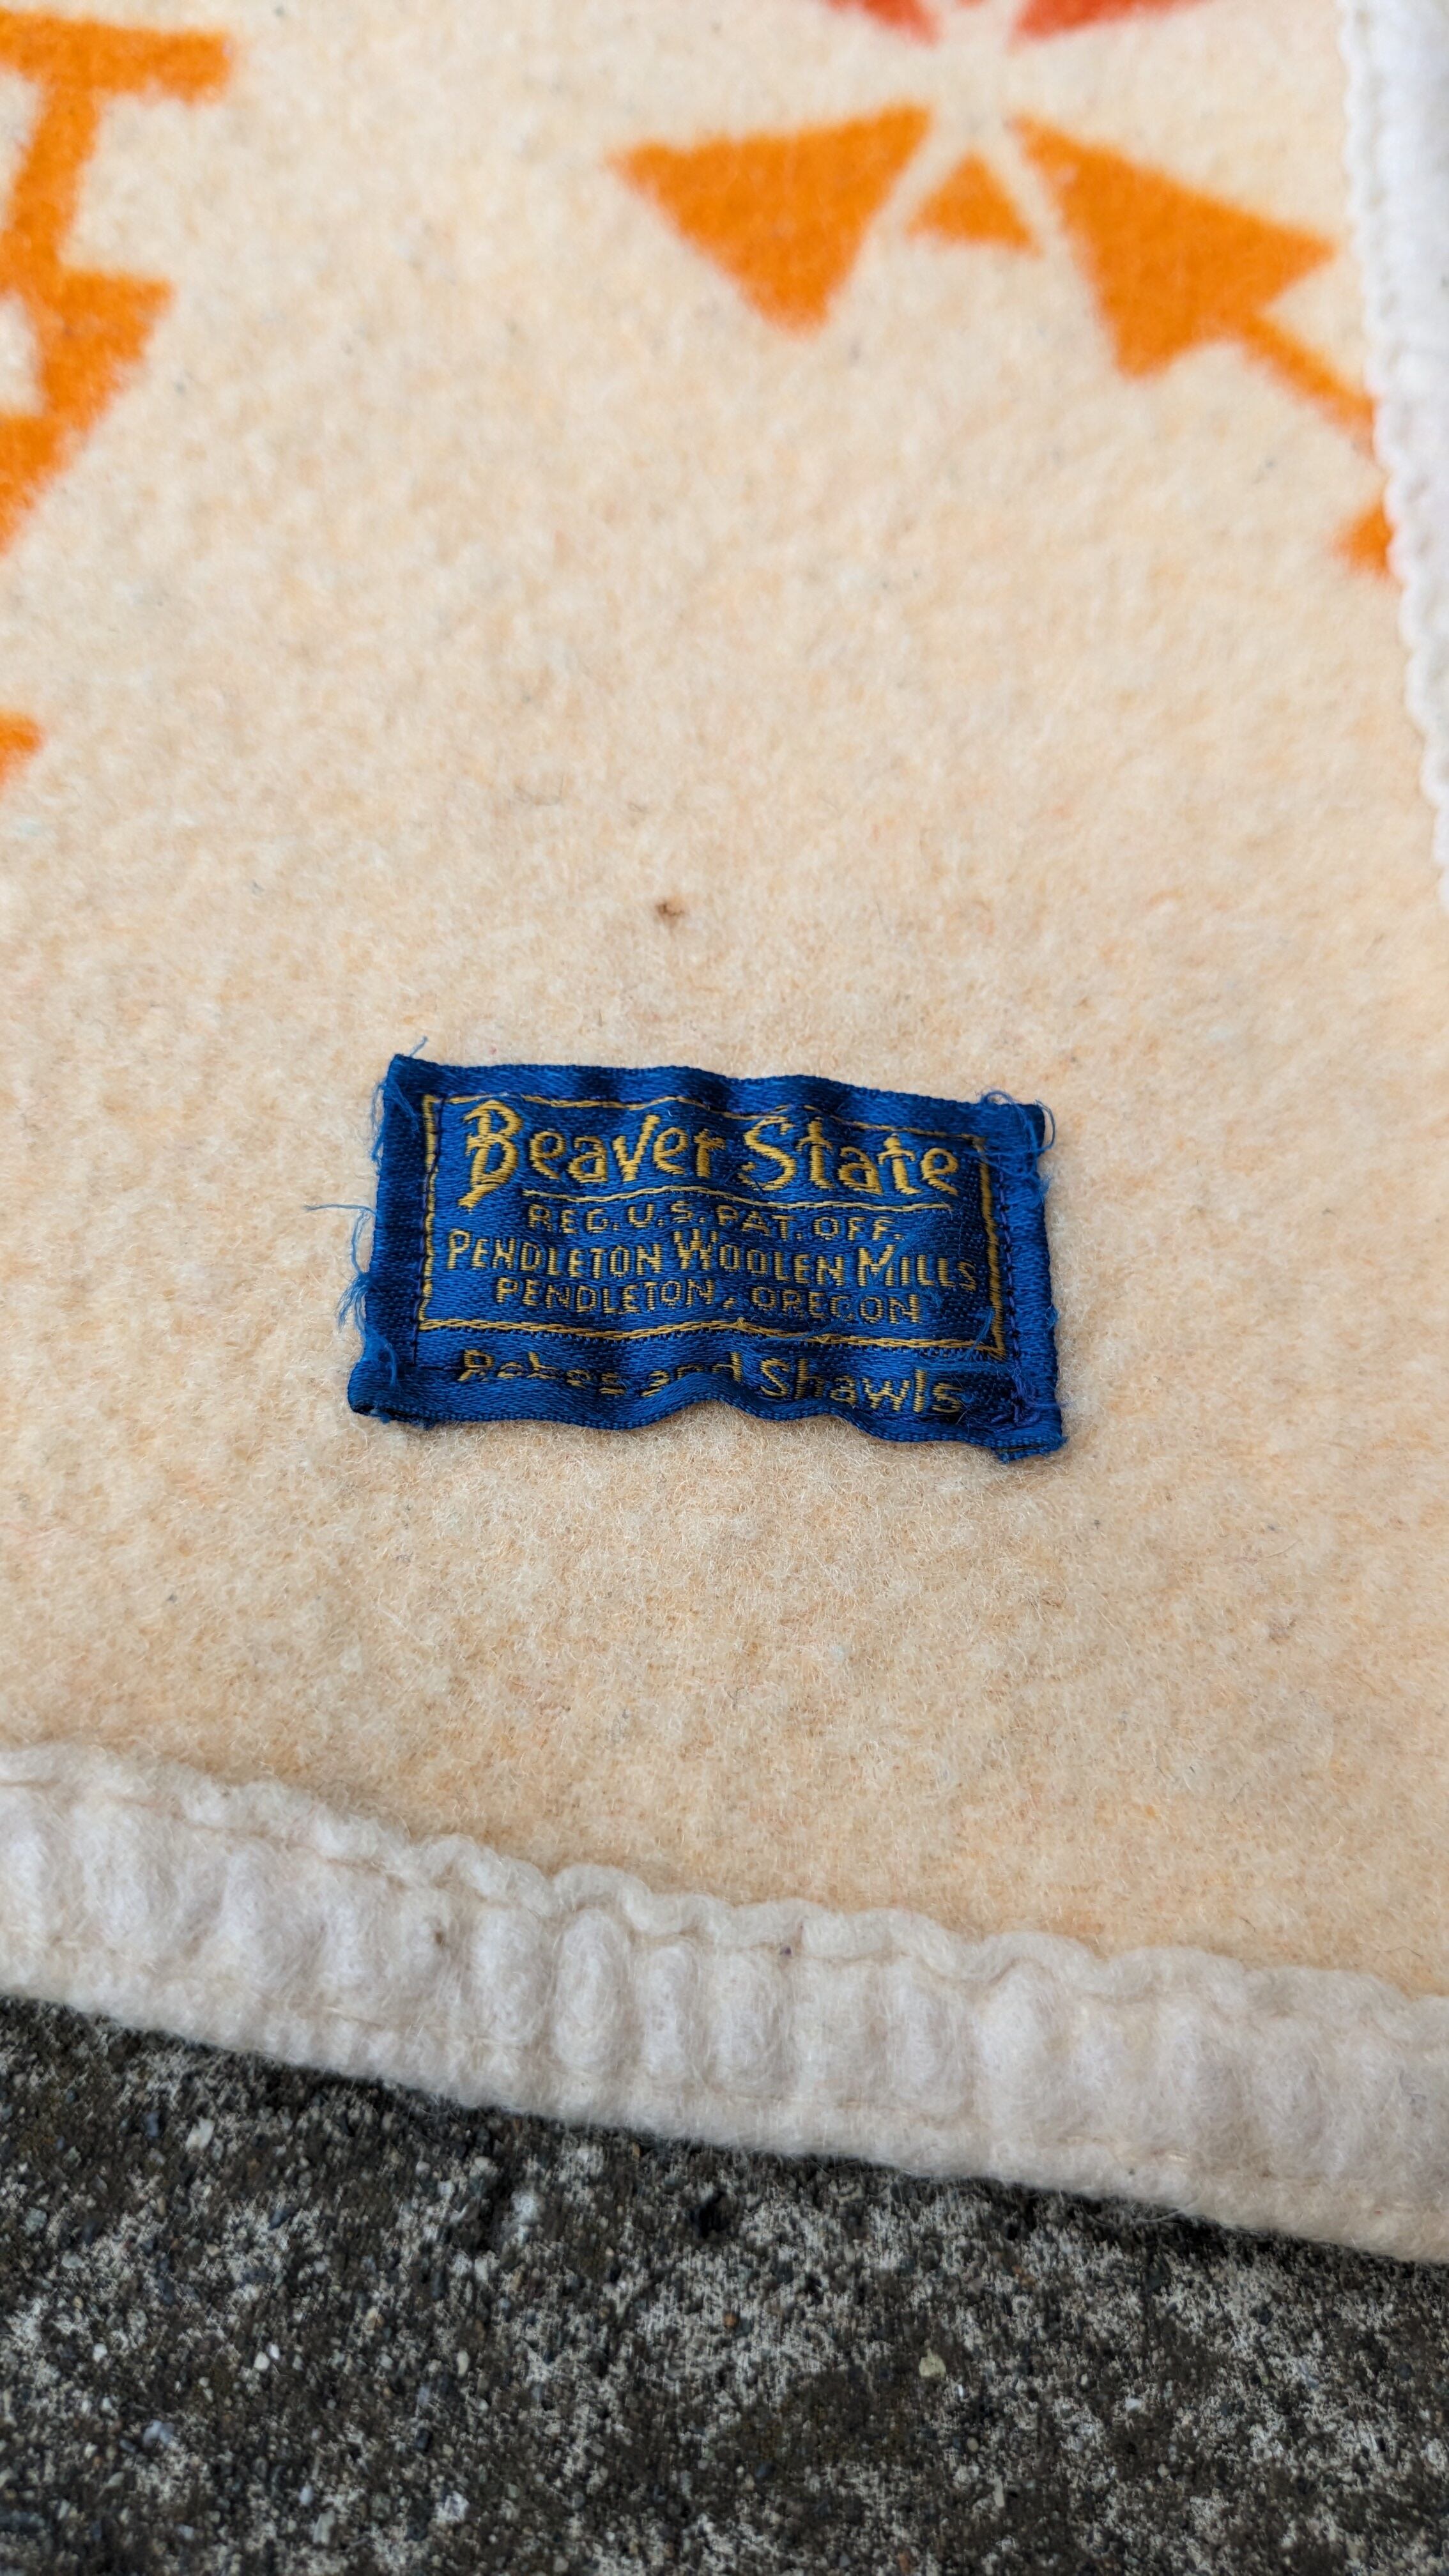 Beaver State
REG. U.S. PAT. OFF.
PENDLETON WOOLEN MILLS
PENDLETON, OREGON
Robes and Shawls